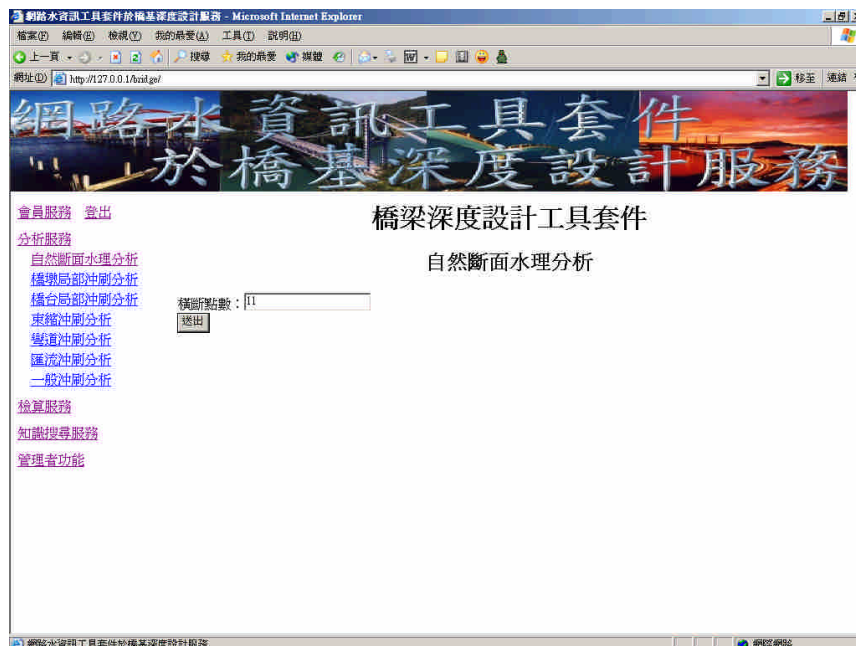 網路水資訊工具套件於橋基深度設計服務 - Microsoft Internet Explorer
檔案(F) 編輯(E) 檢視(V) 我的最愛(A) 工具(T) 說明(H)
上一頁 搜尋 我的最愛 媒體
網址(D) http://127.0.0.1/bridge/ 移至 連結
網路水資訊工具套件
於橋基深度設計服務
會員服務 登出
橋梁深度設計工具套件
分析服務
自然斷面水理分析
自然斷面水理分析
橋墩局部沖刷分析
橋台局部沖刷分析
橫斷點數：11
束縮沖刷分析
送出
彎道沖刷分析
匯流沖刷分析
一般沖刷分析
檢算服務
知識搜尋服務
管理者功能
網路水資訊工具套件於橋基深度設計服務
網際網路